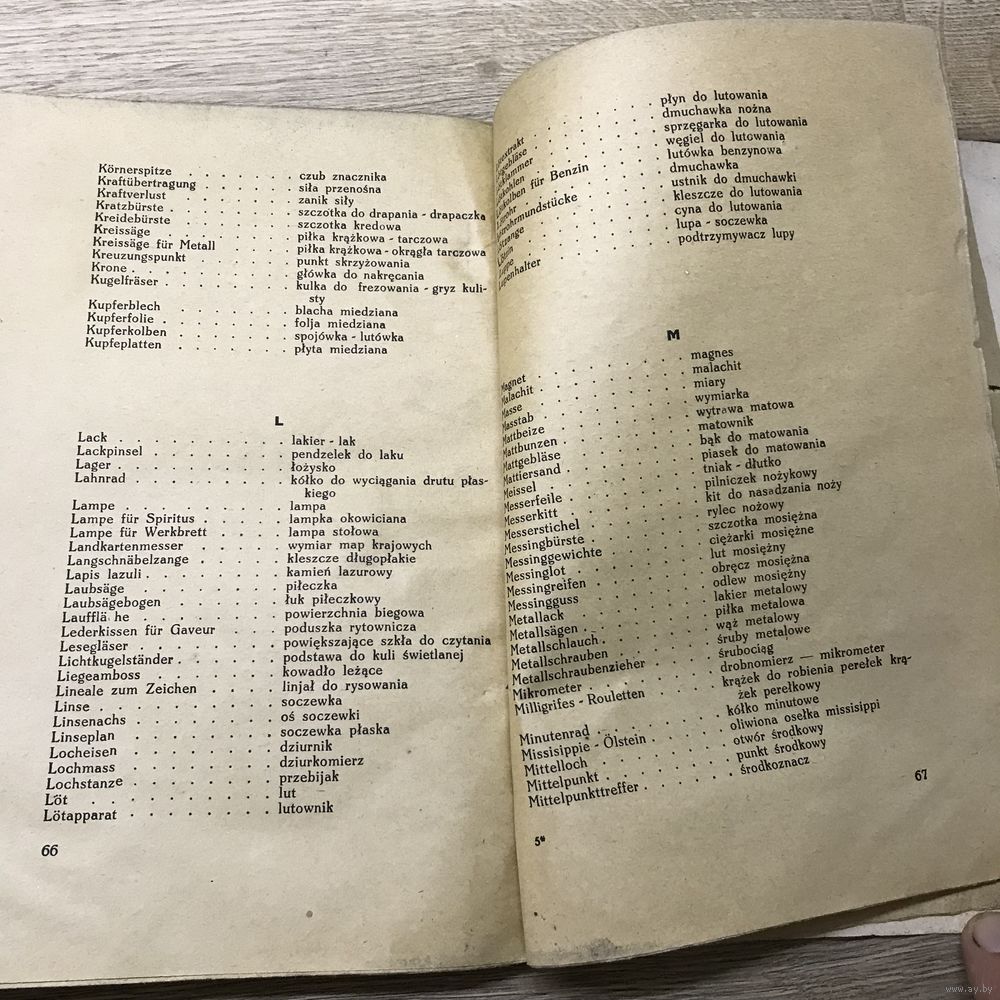 Körnerspitze . . . . . . . czub znacznika
Kraftübertragung . . . . . siła przenośna
Kraftverlust . . . . . . . zanik siły
Kratzbürste . . . . . . . szczotka do drapania - drapaczka
Kreidebürste . . . . . . . szczotka kredowa
Kreissäge . . . . . . . . piłka krążkowa - tarczowa
Kreissäge für Metall . . . . piłka krążkowa - okrągła tarczowa
Kreuzungspunkt . . . . . . punkt skrzyżowania
Krone . . . . . . . . . . główka do nakręcania
Kugelfräser . . . . . . . . kulka do frezowania - gryz kuli-
sty
Kupferblech . . . . . . . blacha miedziana
Kupferfolie . . . . . . . . folja miedziana
Kupferkolben . . . . . . . spojówka - lutówka
Kupfeplatten . . . . . . . płyta miedziana
L
Lack . . . . . . . . . . lakier - lak
Lackpinsel . . . . . . . . pendzelek do laku
Lager . . . . . . . . . . łożysko
Lahnrad . . . . . . . . . kółko do wyciągania drutu płas-
kiego
Lampe . . . . . . . . . . lampa
Lampe für Spiritus . . . . . lampka okowiciana
Lampe für Werkbrett . . . . lampa stołowa
Landkartenmesser . . . . . wymiar map krajowych
Langschnäbelzange . . . . . kleszcze długopłakie
Lapis lazuli . . . . . . . . kamień lazurowy
Laubsäge . . . . . . . . . piłeczka
Laubsägebogen . . . . . . łuk piłeczkowy
Laufflä he . . . . . . . . powierzchnia biegowa
Lederkissen für Gaveur . . . . poduszka rytownicza
Lesegläser . . . . . . . . powiększające szkła do czytania
Lichtkugelständer . . . . . . podstawa do kuli świetlanej
Liegeamboss . . . . . . . kowadło leżące
Lineale zum Zeichen . . . . linjał do rysowania
Linse . . . . . . . . . . soczewka
Linsenachs . . . . . . . . oś soczewki
Linseplan . . . . . . . . soczewka płaska
Locheisen . . . . . . . . dziurnik
Lochmass . . . . . . . . dziurkomierz
Lochstanze . . . . . . . . przebijak
Löt . . . . . . . . . . lut
Lötapparat . . . . . . . . lutownik
66
płyn do lutowania
dmuchawka nożna
sprzęgarka do lutowania
węgiel do lutowania
für Benzin . . . lutówka benzynowa
dmuchawka
ustnik do dmuchawki
kleszcze do lutowania
cyna do lutowania
lupa - soczewka
podtrzymywacz lupy
M
Magnet . . . . . . . . . magnes
Malachit . . . . . . . . . malachit
Masse . . . . . . . . . miary
Masstab . . . . . . . . . wymiarka
Mattbeize . . . . . . . . wytrawa matowa
Mattbunzen . . . . . . . . matownik
Mattgebläse . . . . . . . bąk do matowania
Mattiersand . . . . . . . piasek do matowania
Meissel . . . . . . . . . tniak - dłutko
Messerfeile . . . . . . . . pilniczek nożykowy
Messerkitt . . . . . . . . kit do nasadzania noży
Messerstichel . . . . . . . rylec nożowy
Messingbürste . . . . . . . szczotka mosiężna
Messinggewichte . . . . . . ciężarki mosiężne
Messinglot . . . . . . . . lut mosiężny
Messingreifen . . . . . . . obręcz mosiężna
Messingguss . . . . . . . odlew mosiężny
Metallack . . . . . . . . lakier metalowy
Metallsägen . . . . . . . piłka metalowa
Metallschlauch . . . . . . . wąż metalowy
Metallschrauben . . . . . . śruby metalowe
Metallschraubenzieher . . . . śrubociąg
Mikrometer . . . . . . . . drobnomierz — mikrometer
Milligrifes - Rouletten . . . . krążek do robienia perełek krą-
żek perełkowy
Minutenrad . . . . . . . . kółko minutowe
Missisippie - Ölstein . . . . . oliwiona osełka missisippi
Mittelloch . . . . . . . . otwór środkowy
Mittelpunkt . . . . . . . . punkt środkowy
Mittelpunkttreffer . . . . . . środkoznacz
67
5*
www.ay.by